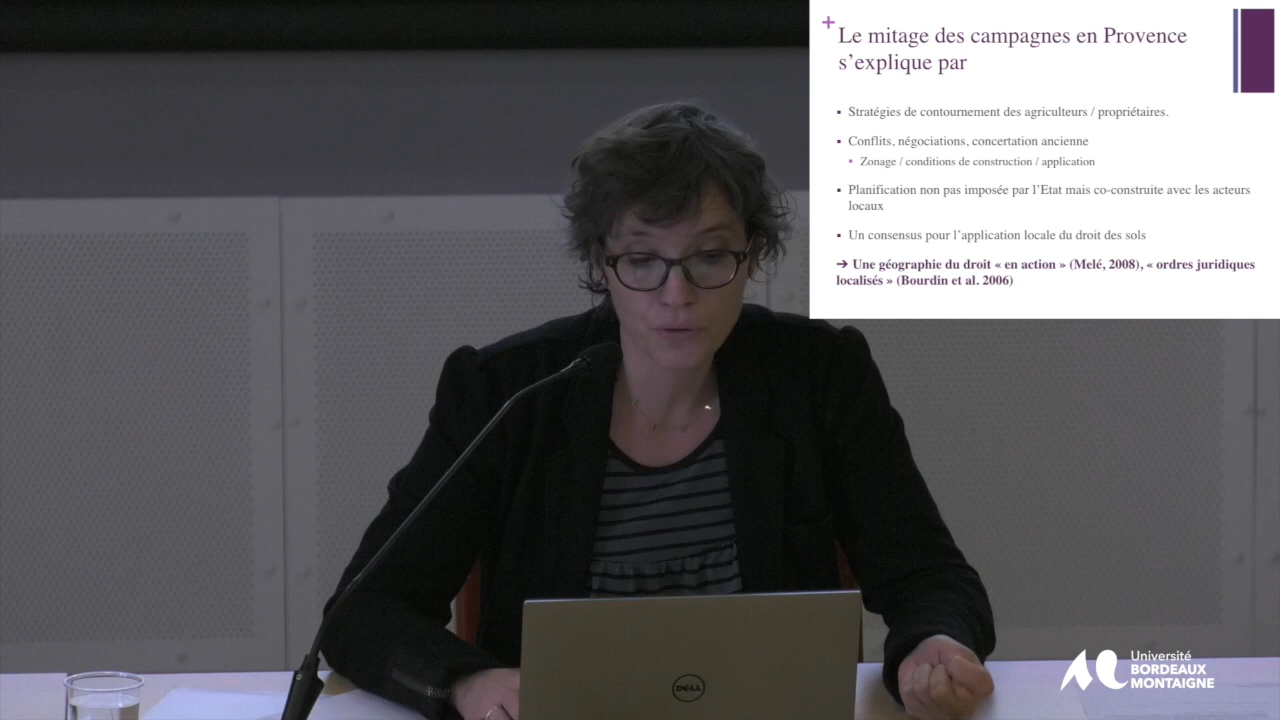 +
Le mitage des campagnes en Provence
s'explique par
▪ Stratégies de contournement des agriculteurs / propriétaires.
▪ Conflits, négociations, concertation ancienne
▪ Zonage / conditions de construction / application
▪ Planification non pas imposée par l'Etat mais co-construite avec les acteurs
locaux
▪ Un consensus pour l'application locale du droit des sols
➔ Une géographie du droit « en action » (Melé, 2008), « ordres juridiques
localisés » (Bourdin et al. 2006)
DELL
Université
BORDEAUX
MONTAIGNE